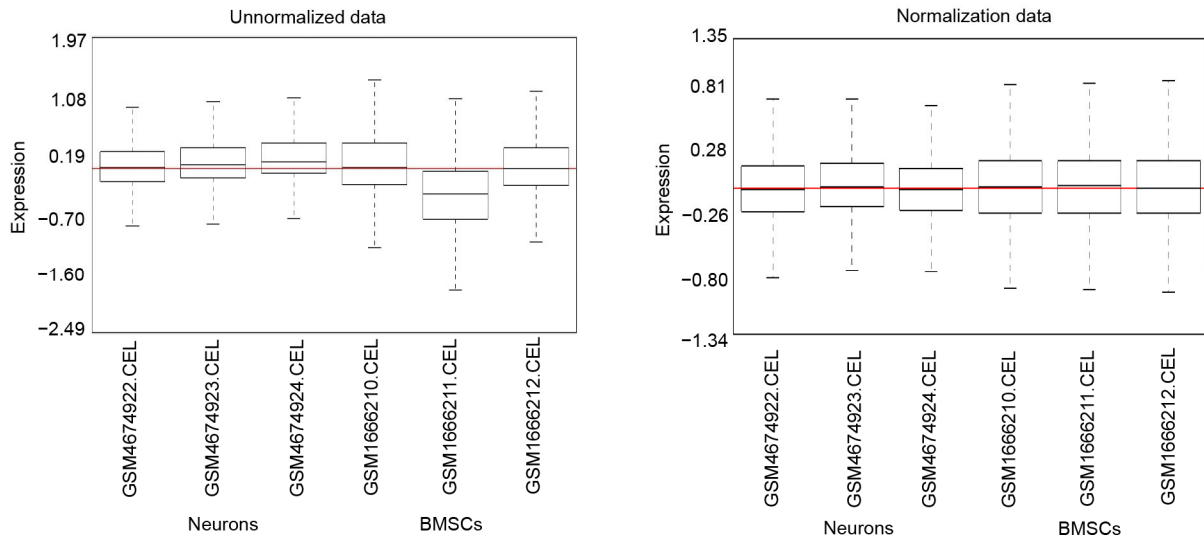 Unnormalized data
Expression
1.97
1.08
0.19
−0.70
−1.60
−2.49
GSM4674922.CEL
GSM4674923.CEL
GSM4674924.CEL
GSM1666210.CEL
GSM1666211.CEL
GSM1666212.CEL
Neurons
BMSCs
Normalization data
Expression
1.35
0.81
0.28
−0.26
−0.80
−1.34
GSM4674922.CEL
GSM4674923.CEL
GSM4674924.CEL
GSM1666210.CEL
GSM1666211.CEL
GSM1666212.CEL
Neurons
BMSCs